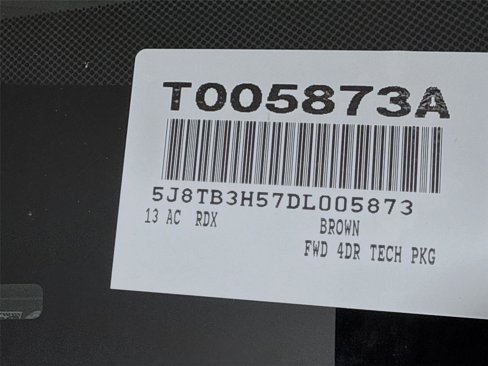 T005873A
5J8TB3H57DL005873
13 AC RDX BROWN
FWD 4DR TECH PKG